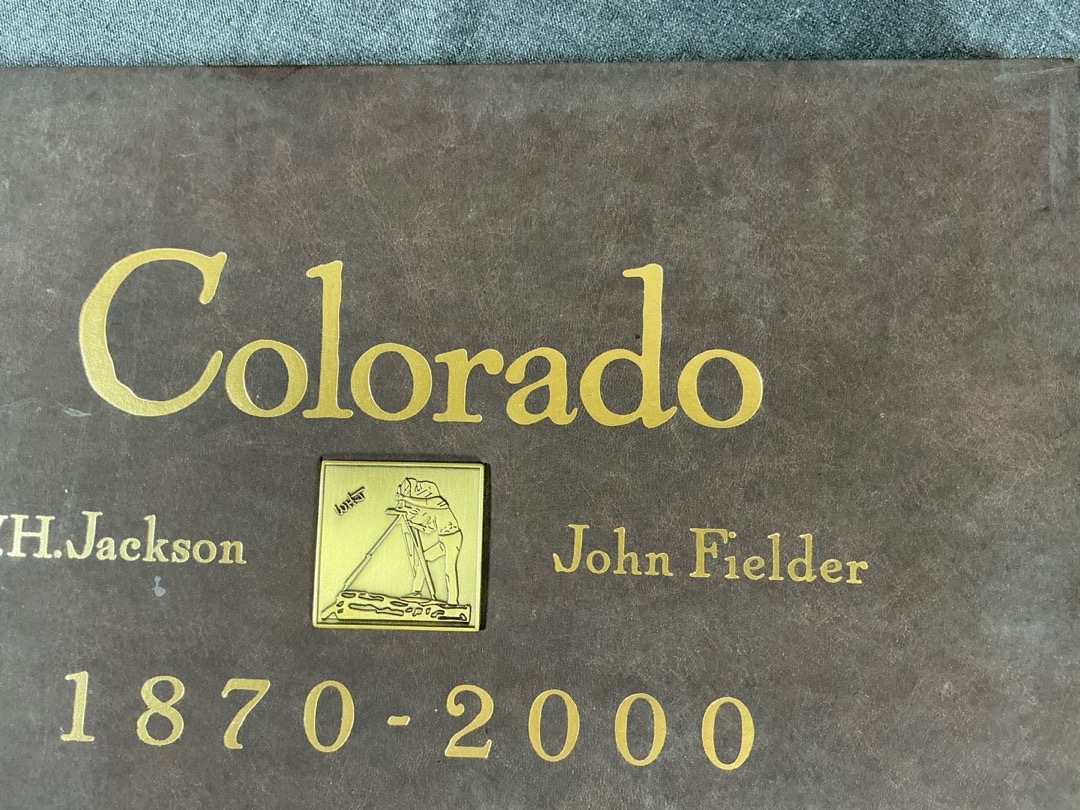 Colorado
.H.Jackson John Fielder
1870-2000